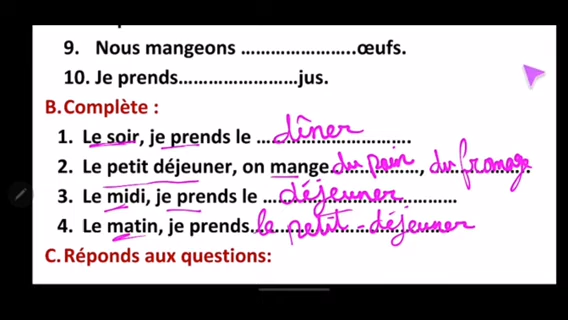 9. Nous mangeons …………………..œufs.
10. Je prends……………………jus.
B.Complète :
1. Le soir, je prends le …dîner…
2. Le petit déjeuner, on mange du pain, du fromage.
3. Le midi, je prends le …déjeuner…
4. Le matin, je prends…le petit-déjeuner
C.Réponds aux questions: